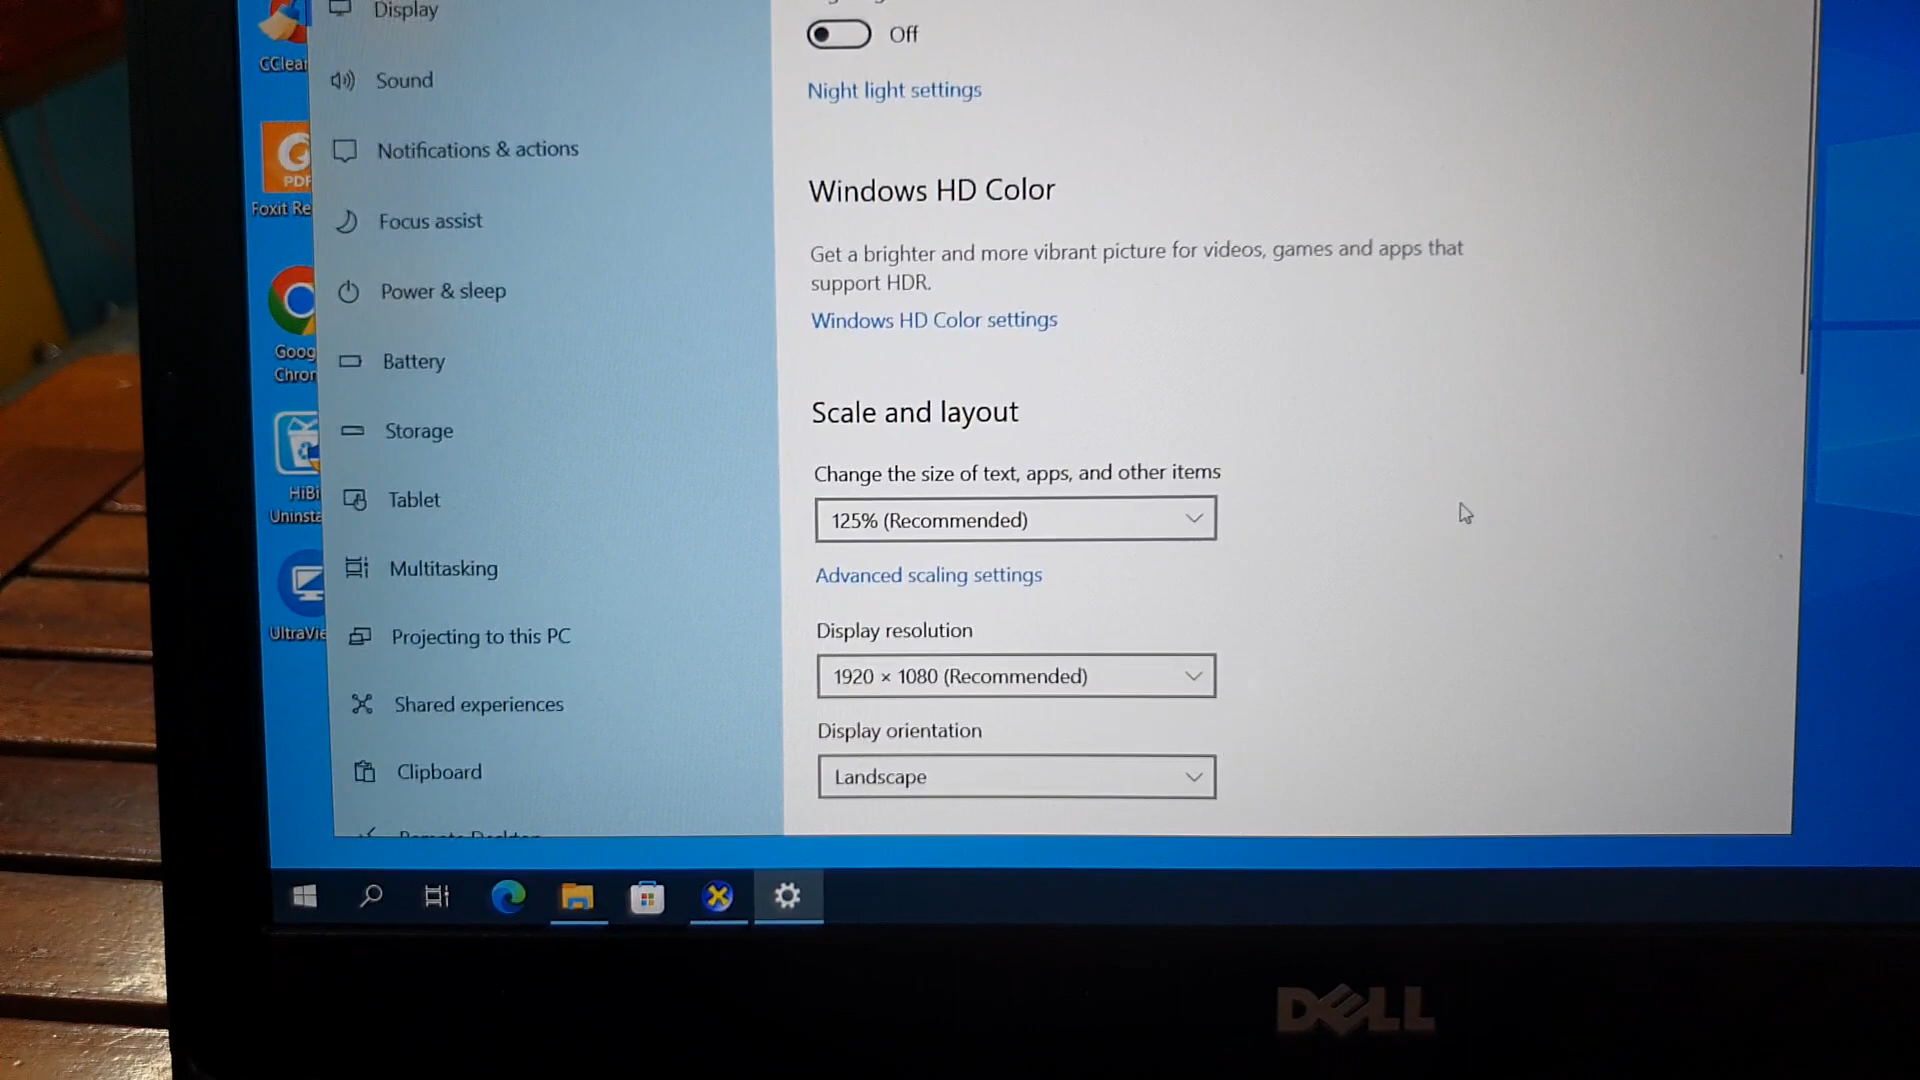 Display
Sound
Notifications & actions
Focus assist
Power & sleep
Battery
Storage
Tablet
Multitasking
Projecting to this PC
Shared experiences
Clipboard
Off
Night light settings
Windows HD Color
Get a brighter and more vibrant picture for videos, games and apps that
support HDR.
Windows HD Color settings
Scale and layout
Change the size of text, apps, and other items
125% (Recommended)
Advanced scaling settings
Display resolution
1920 × 1080 (Recommended)
Display orientation
Landscape
CClea
PDF
Foxit Re
Goog
Chron
HiBi
Uninsta
UltraVie
DELL